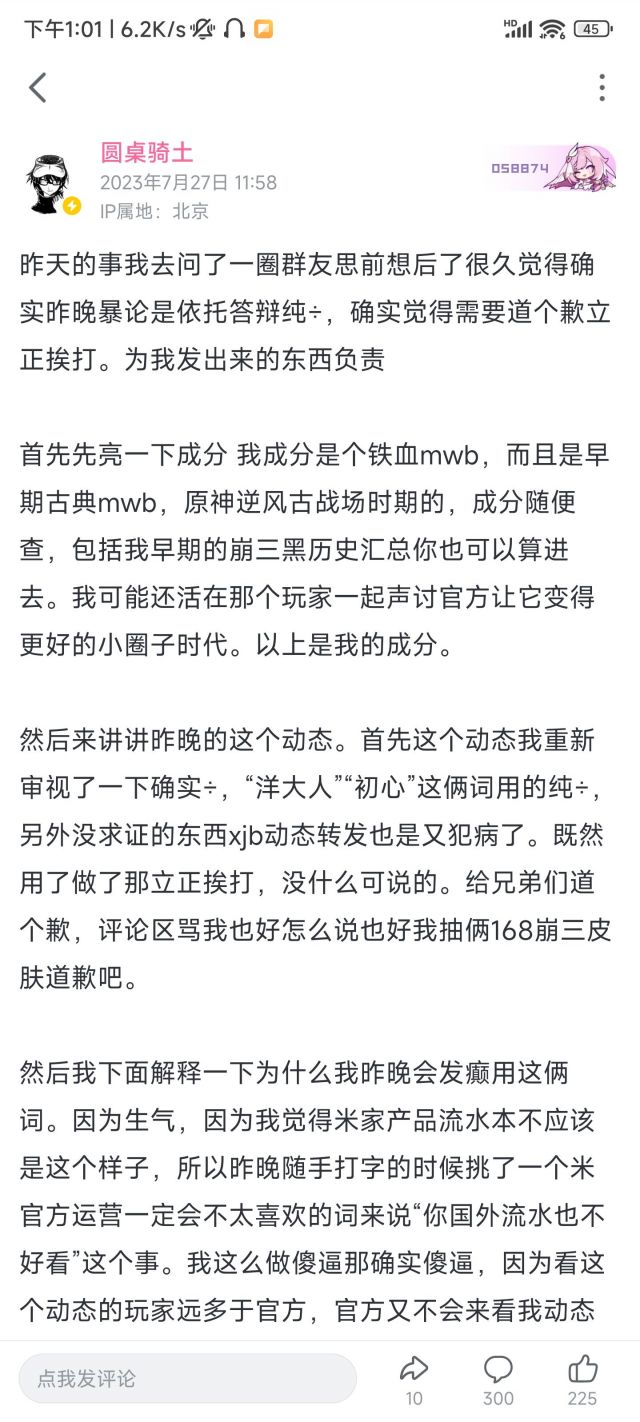 下午1:01 | 6.2K/s
HD
6
45
圆桌骑士
2023年7月27日 11:58
IP属地：北京
058874
昨天的事我去问了一圈群友思前想后了很久觉得确
实昨晚暴论是依托答辩纯÷，确实觉得需要道个歉立
正挨打。为我发出来的东西负责
首先先亮一下成分 我成分是个铁血mwb，而且是早
期古典mwb，原神逆风古战场时期的，成分随便
查，包括我早期的崩三黑历史汇总你也可以算进
去。我可能还活在那个玩家一起声讨官方让它变得
更好的小圈子时代。以上是我的成分。
然后来讲讲昨晚的这个动态。首先这个动态我重新
审视了一下确实÷，“洋大人”“初心”这俩词用的纯÷，
另外没求证的东西xjb动态转发也是又犯病了。既然
用了做了那立正挨打，没什么可说的。给兄弟们道
个歉，评论区骂我也好怎么说也好我抽俩168崩三皮
肤道歉吧。
然后我下面解释一下为什么我昨晚会发癫用这俩
词。因为生气，因为我觉得米家产品流水本不应该
是这个样子，所以昨晚随手打字的时候挑了一个米
官方运营一定会不太喜欢的词来说“你国外流水也不
好看”这个事。我这么做傻逼那确实傻逼，因为看这
个动态的玩家远多于官方，官方又不会来看我动态
点我发评论
10
300
225